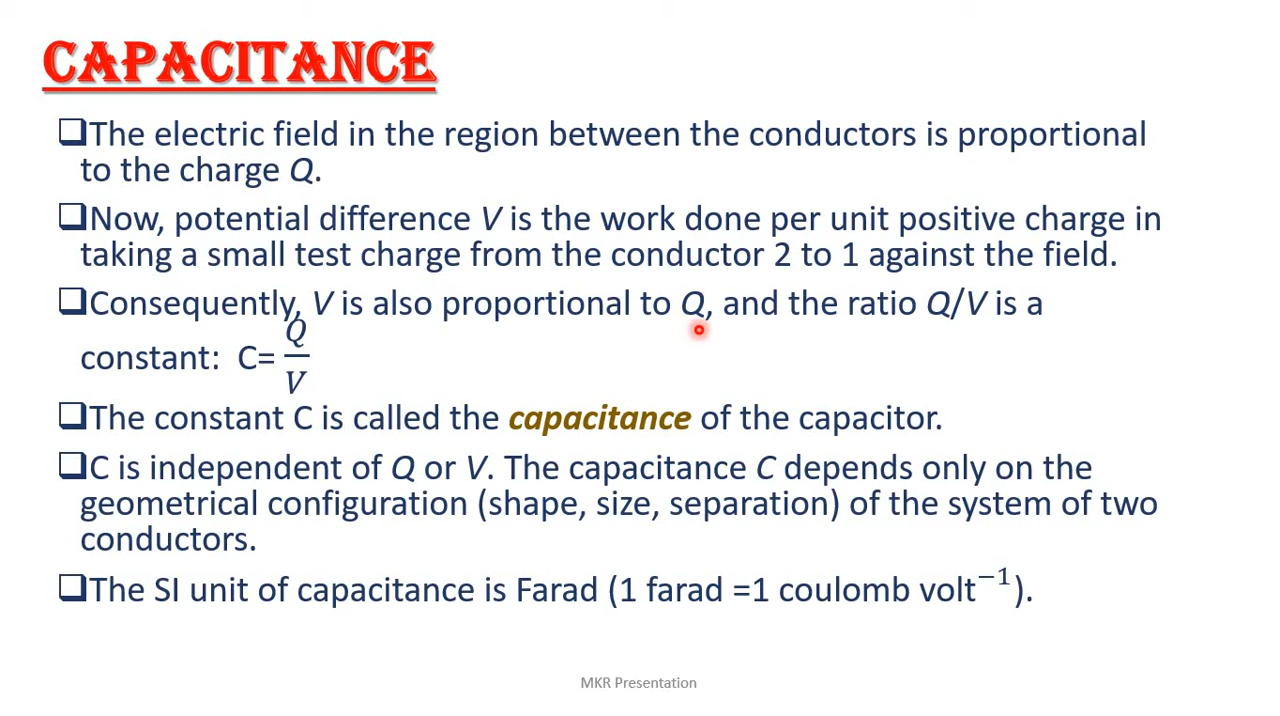 CAPACITANCE
❑The electric field in the region between the conductors is proportional
to the charge Q.
❑Now, potential difference V is the work done per unit positive charge in
taking a small test charge from the conductor 2 to 1 against the field.
❑Consequently, V is also proportional to Q, and the ratio Q/V is a
constant: C= Q/V
❑The constant C is called the capacitance of the capacitor.
❑C is independent of Q or V. The capacitance C depends only on the
geometrical configuration (shape, size, separation) of the system of two
conductors.
❑The SI unit of capacitance is Farad (1 farad =1 coulomb volt⁻¹).
MKR Presentation